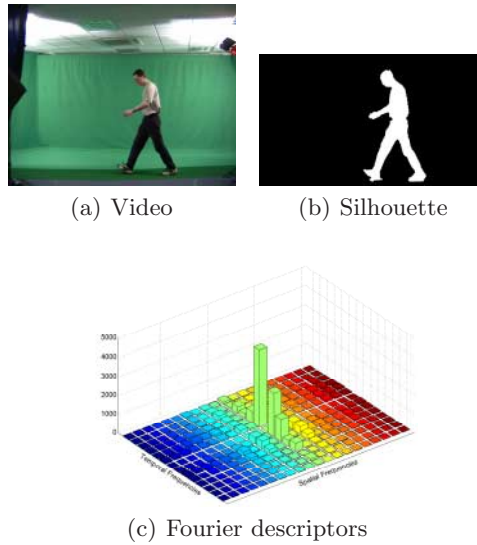 (a) Video
(b) Silhouette
5000
4000
3000
2000
1000
0
Temporal Frequencies
Spatial Frequencies
(c) Fourier descriptors